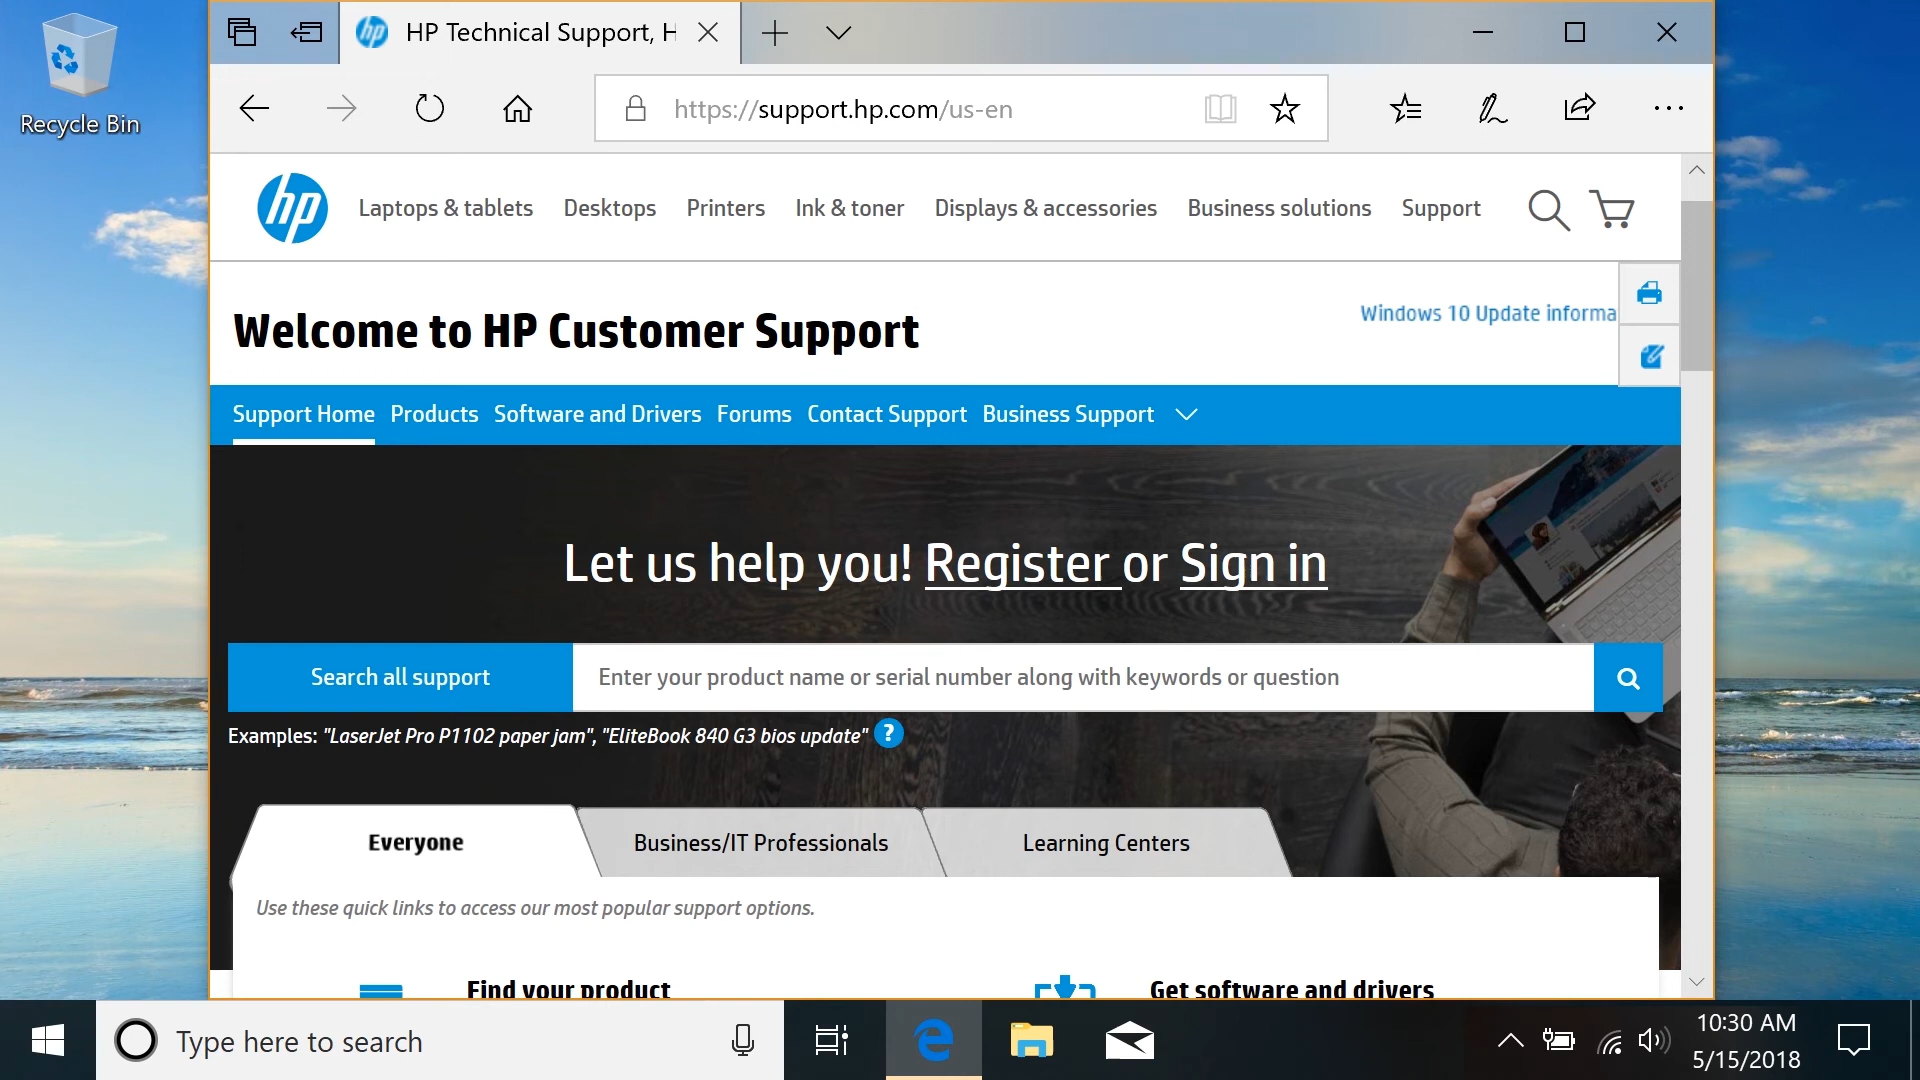 Recycle Bin
hp HP Technical Support, H
https://support.hp.com/us-en
hp Laptops & tablets Desktops Printers Ink & toner Displays & accessories Business solutions Support
Windows 10 Update informa
Welcome to HP Customer Support
Support Home Products Software and Drivers Forums Contact Support Business Support
Let us help you! Register or Sign in
Search all support Enter your product name or serial number along with keywords or question
Examples: "LaserJet Pro P1102 paper jam", "EliteBook 840 G3 bios update" ?
Everyone Business/IT Professionals Learning Centers
Use these quick links to access our most popular support options.
Find your product Get software and drivers
Type here to search
10:30 AM
5/15/2018